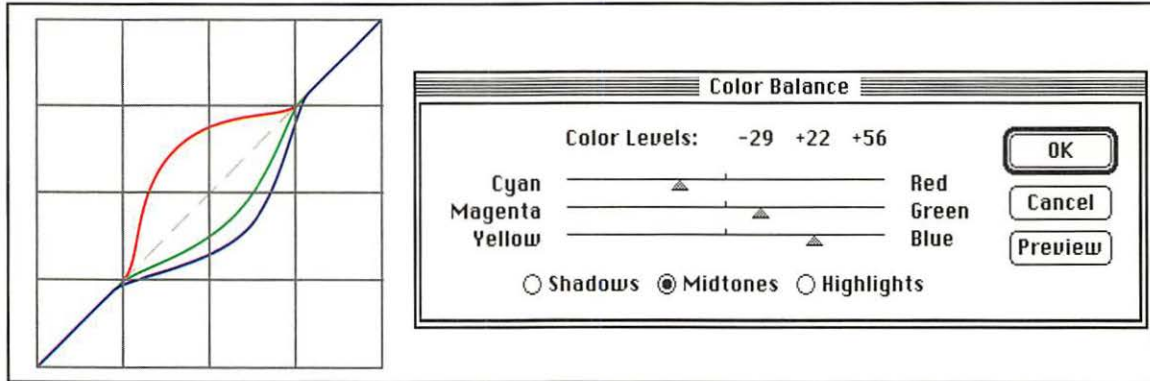 Color Balance
Color Levels: -29 +22 +56
OK
Cyan Red
Cancel
Magenta Green
Yellow Blue
Preview
Shadows Midtones Highlights